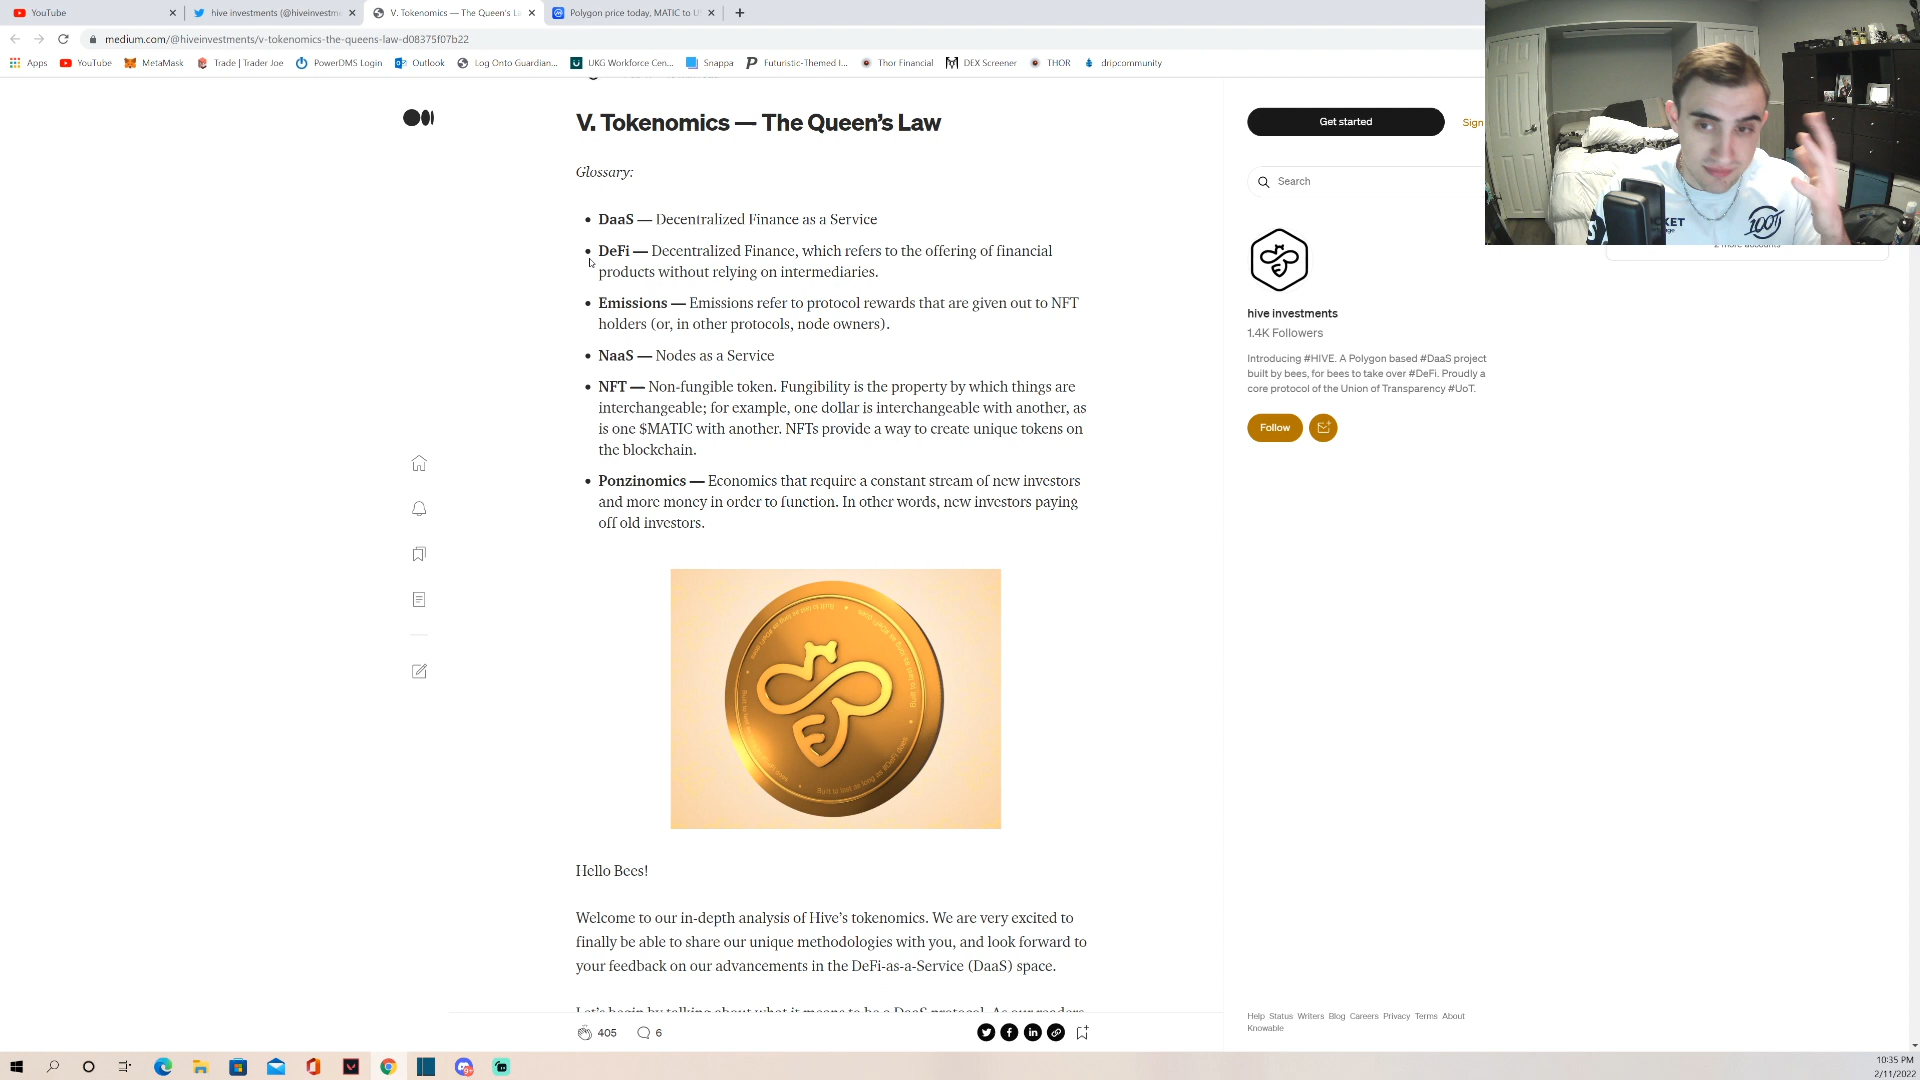 YouTube
hive investments (@hiveinvestm
V. Tokenomics — The Queen's L
Polygon price today, MATIC to U
medium.com/@hiveinvestments/v-tokenomics-the-queens-law-d08375f07b22
Apps YouTube MetaMask Trade | Trader Joe PowerDMS Login Outlook Log Onto Guardian... UKG Workforce Cen... Snappa Futuristic-Themed I... Thor Financial DEX Screener THOR dripcommunity
V. Tokenomics — The Queen's Law
Glossary:
• DaaS — Decentralized Finance as a Service
• DeFi — Decentralized Finance, which refers to the offering of financial
products without relying on intermediaries.
• Emissions — Emissions refer to protocol rewards that are given out to NFT
holders (or, in other protocols, node owners).
• NaaS — Nodes as a Service
• NFT — Non-fungible token. Fungibility is the property by which things are
interchangeable; for example, one dollar is interchangeable with another, as
is one $MATIC with another. NFTs provide a way to create unique tokens on
the blockchain.
• Ponzinomics — Economics that require a constant stream of new investors
and more money in order to function. In other words, new investors paying
off old investors.
Built to last as long as #DeFi does
Hello Bees!
Welcome to our in-depth analysis of Hive's tokenomics. We are very excited to
finally be able to share our unique methodologies with you, and look forward to
your feedback on our advancements in the DeFi-as-a-Service (DaaS) space.
Let's begin by talking about what it means to be a DaaS protocol. As our readers
405 6
Get started
Sign
Search
hive investments
1.4K Followers
Introducing #HIVE. A Polygon based #DaaS project
built by bees, for bees to take over #DeFi. Proudly a
core protocol of the Union of Transparency #UoT.
Follow
Help Status Writers Blog Careers Privacy Terms About
Knowable
100T
10:35 PM
2/11/2022